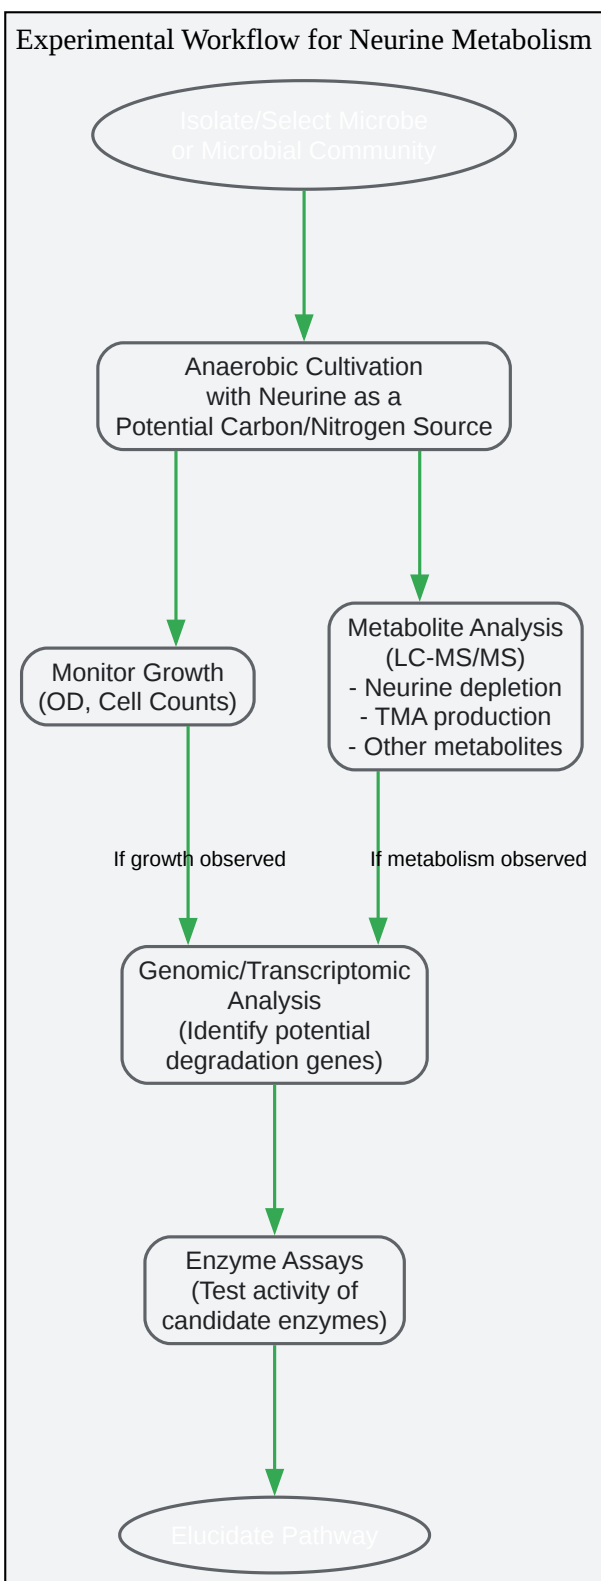 Experimental Workflow for Neurine Metabolism
Isolate/Select Microbe
or Microbial Community
Anaerobic Cultivation
with Neurine as a
Potential Carbon/Nitrogen Source
Monitor Growth
(OD, Cell Counts)
Metabolite Analysis
(LC-MS/MS)
- Neurine depletion
- TMA production
- Other metabolites
If growth observed
If metabolism observed
Genomic/Transcriptomic
Analysis
(Identify potential
degradation genes)
Enzyme Assays
(Test activity of
candidate enzymes)
Elucidate Pathway